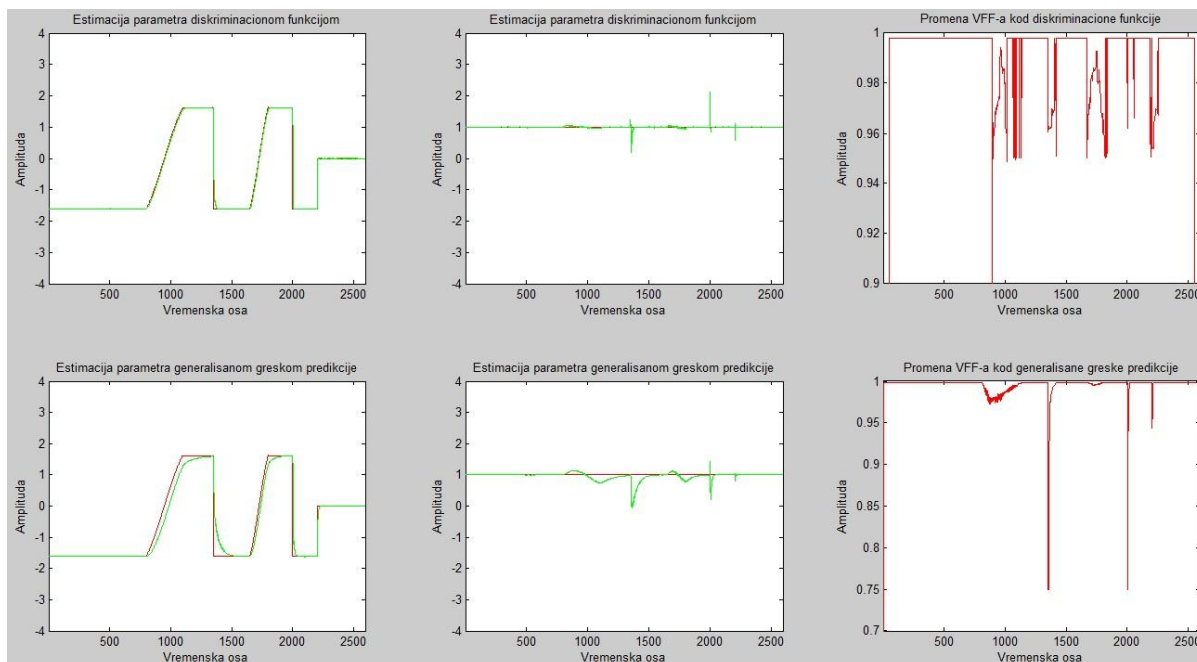 Estimacija parametra diskriminacionom funkcijom
4
3
2
1
0
-1
-2
-3
-4
Amplituda
500 1000 1500 2000 2500
Vremenska osa
Estimacija parametra diskriminacionom funkcijom
4
3
2
1
0
-1
-2
-3
-4
Amplituda
500 1000 1500 2000 2500
Vremenska osa
Promena VFF-a kod diskriminacione funkcije
1
0.98
0.96
0.94
0.92
0.9
Amplituda
500 1000 1500 2000 2500
Vremenska osa
Estimacija parametra generalisanom greskom predikcije
4
3
2
1
0
-1
-2
-3
-4
Amplituda
500 1000 1500 2000 2500
Vremenska osa
Estimacija parametra generalisanom greskom predikcije
4
3
2
1
0
-1
-2
-3
-4
Amplituda
500 1000 1500 2000 2500
Vremenska osa
Promena VFF-a kod generalisane greske predikcije
1
0.95
0.9
0.85
0.8
0.75
0.7
Amplituda
500 1000 1500 2000 2500
Vremenska osa